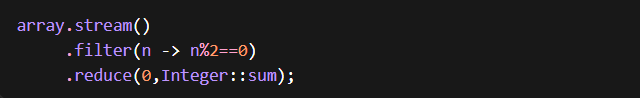 array.stream()
.filter(n -> n%2==0)
.reduce(0,Integer::sum);